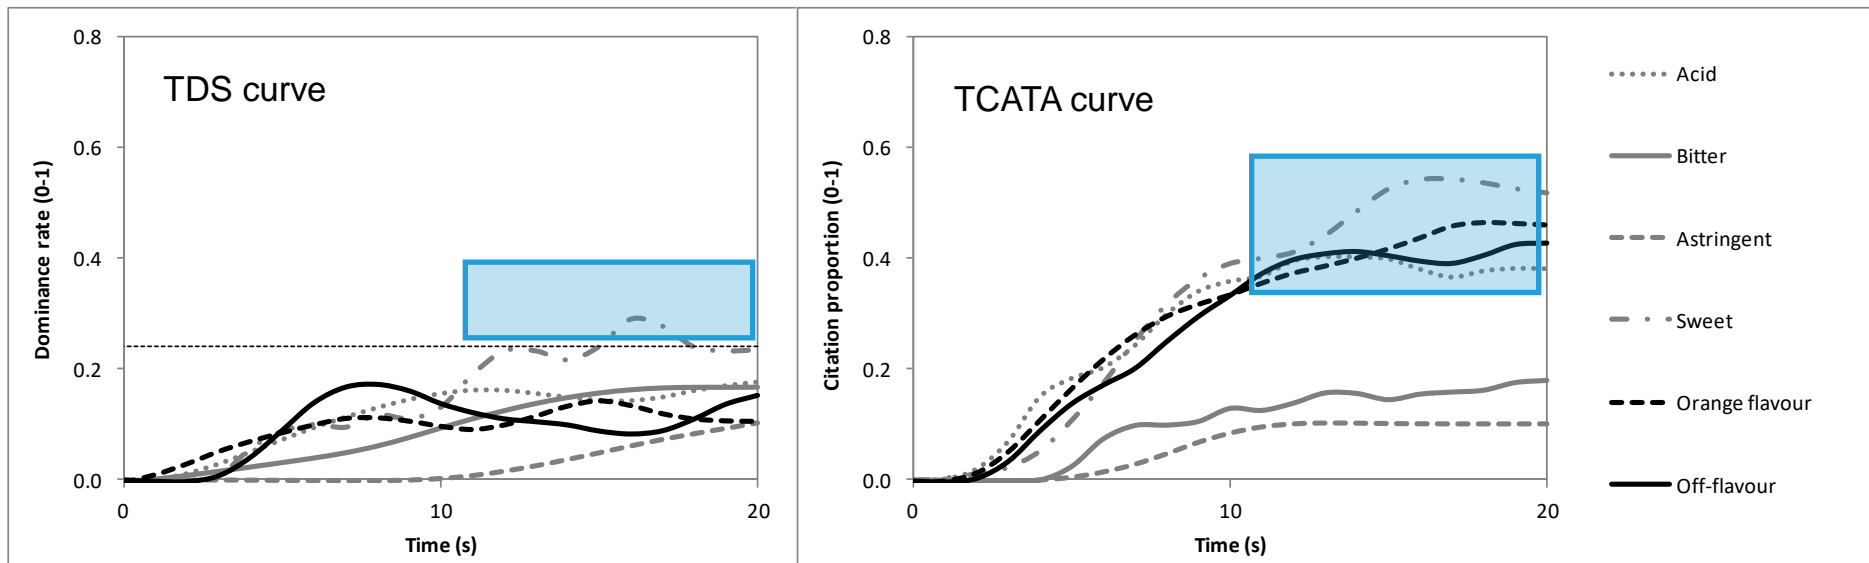 TDS curve
Dominance rate (0-1)
0.8
0.6
0.4
0.2
0.0
0
10
20
Time (s)
TCATA curve
Citation proportion (0-1)
0.8
0.6
0.4
0.2
0.0
0
10
20
Time (s)
Acid
Bitter
Astringent
Sweet
Orange flavour
Off-flavour